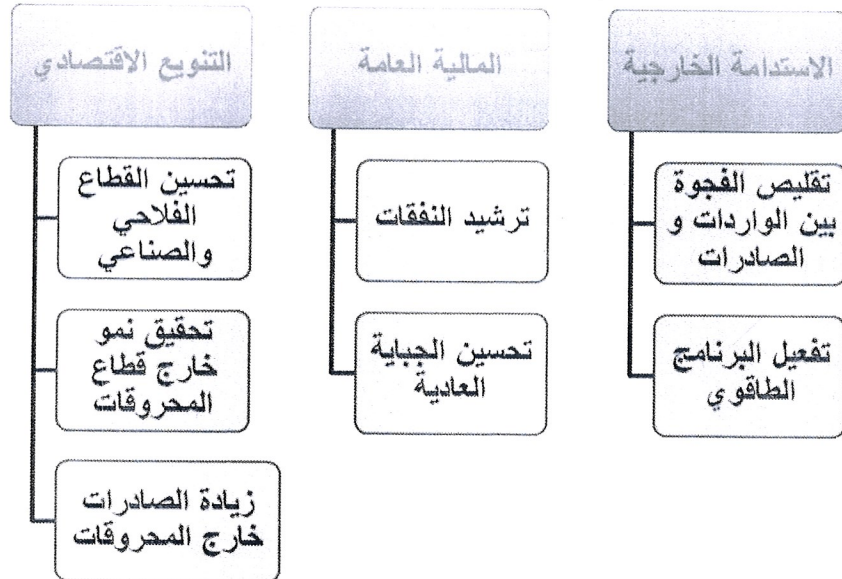 الاستدامة الخارجية
تقليص الفجوة
بين الواردات و
الصادرات
تفعيل البرنامج
الطاقوي
المالية العامة
ترشيد النفقات
تحسين الجباية
العادية
التنويع الاقتصادي
تحسين القطاع
الفلاحي
والصناعي
تحقيق نمو
خارج قطاع
المحروقات
زيادة الصادرات
خارج المحروقات